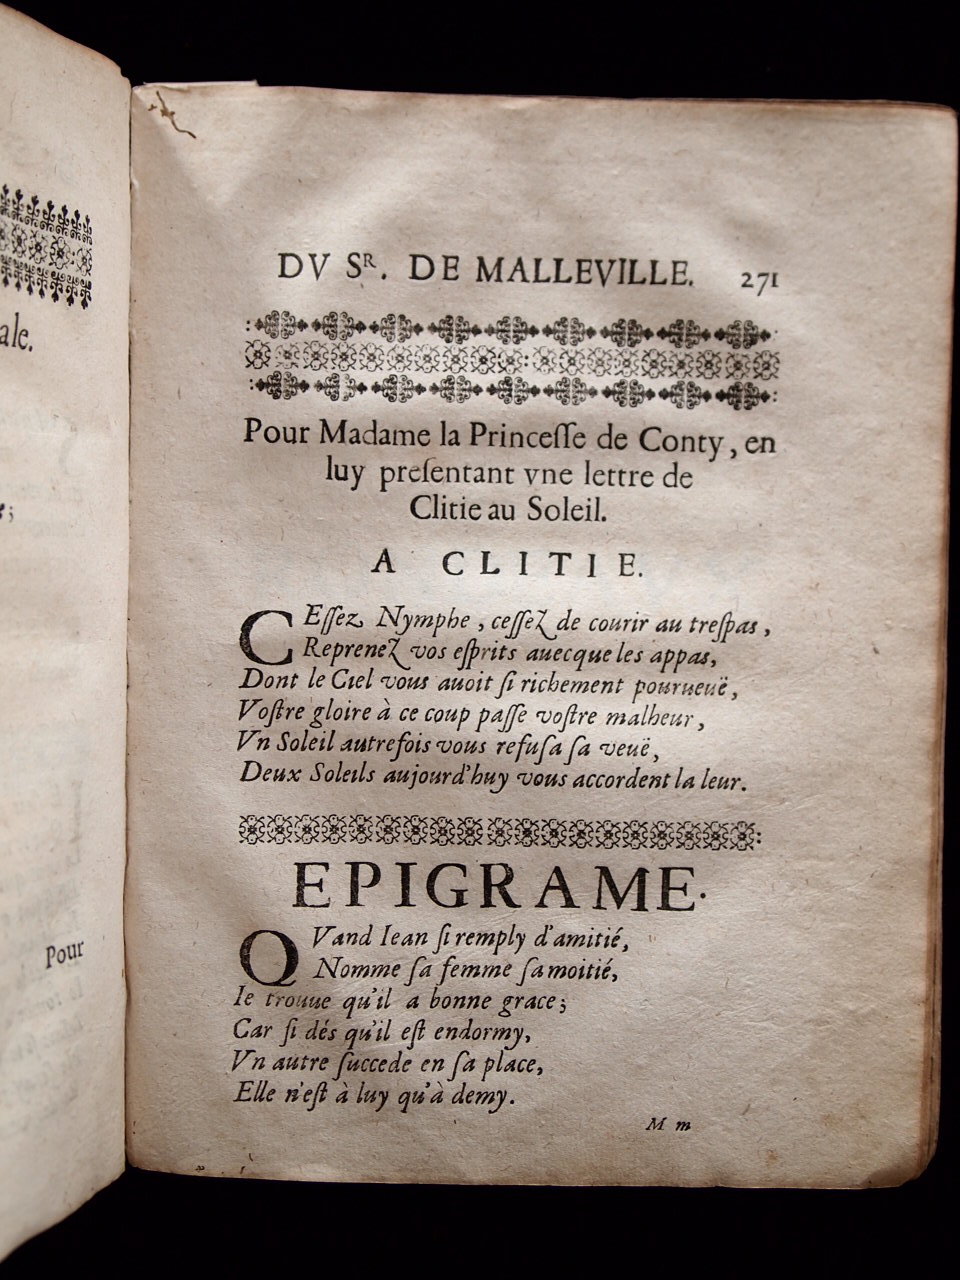 ale.
;
Pour
DV Sᴿ. DE MALLEVILLE. 271
Pour Madame la Princeſſe de Conty, en
luy preſentant vne lettre de
Clitie au Soleil.
A CLITIE.
CEſſez, Nymphe, ceſſez de courir au treſpas,
Reprenez vos eſprits auecque les appas,
Dont le Ciel vous auoit ſi richement pourueuë,
Voſtre gloire à ce coup paſſe voſtre malheur,
Vn Soleil autrefois vous refuſa ſa veuë,
Deux Soleils aujourd'huy vous accordent la leur.
EPIGRAME.
QVand Iean ſi remply d'amitié,
Nomme ſa femme ſa moitié,
Ie trouue qu'il a bonne grace;
Car ſi dés qu'il eſt endormy,
Vn autre ſuccede en ſa place,
Elle n'eſt à luy qu'à demy.
M m